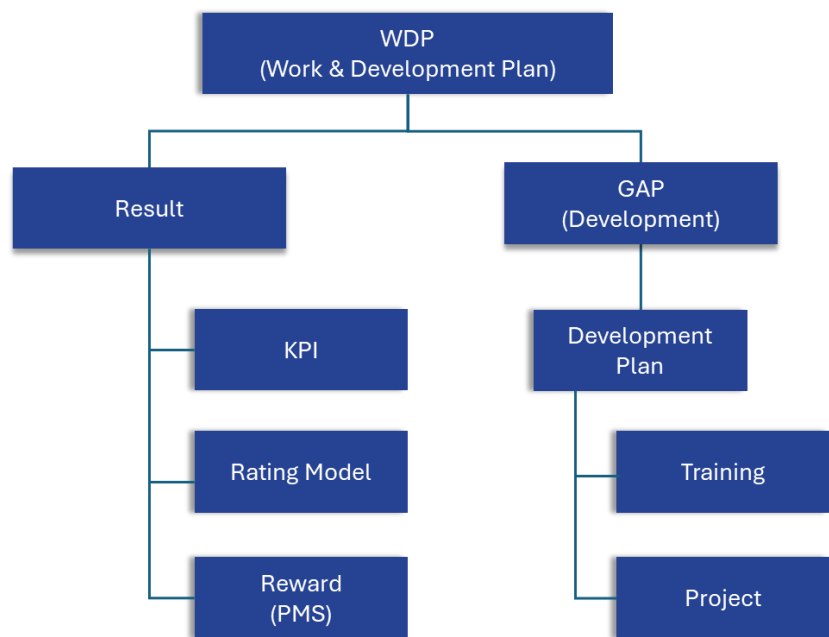 WDP
(Work & Development Plan)
Result
GAP
(Development)
KPI
Development
Plan
Rating Model
Training
Reward
(PMS)
Project